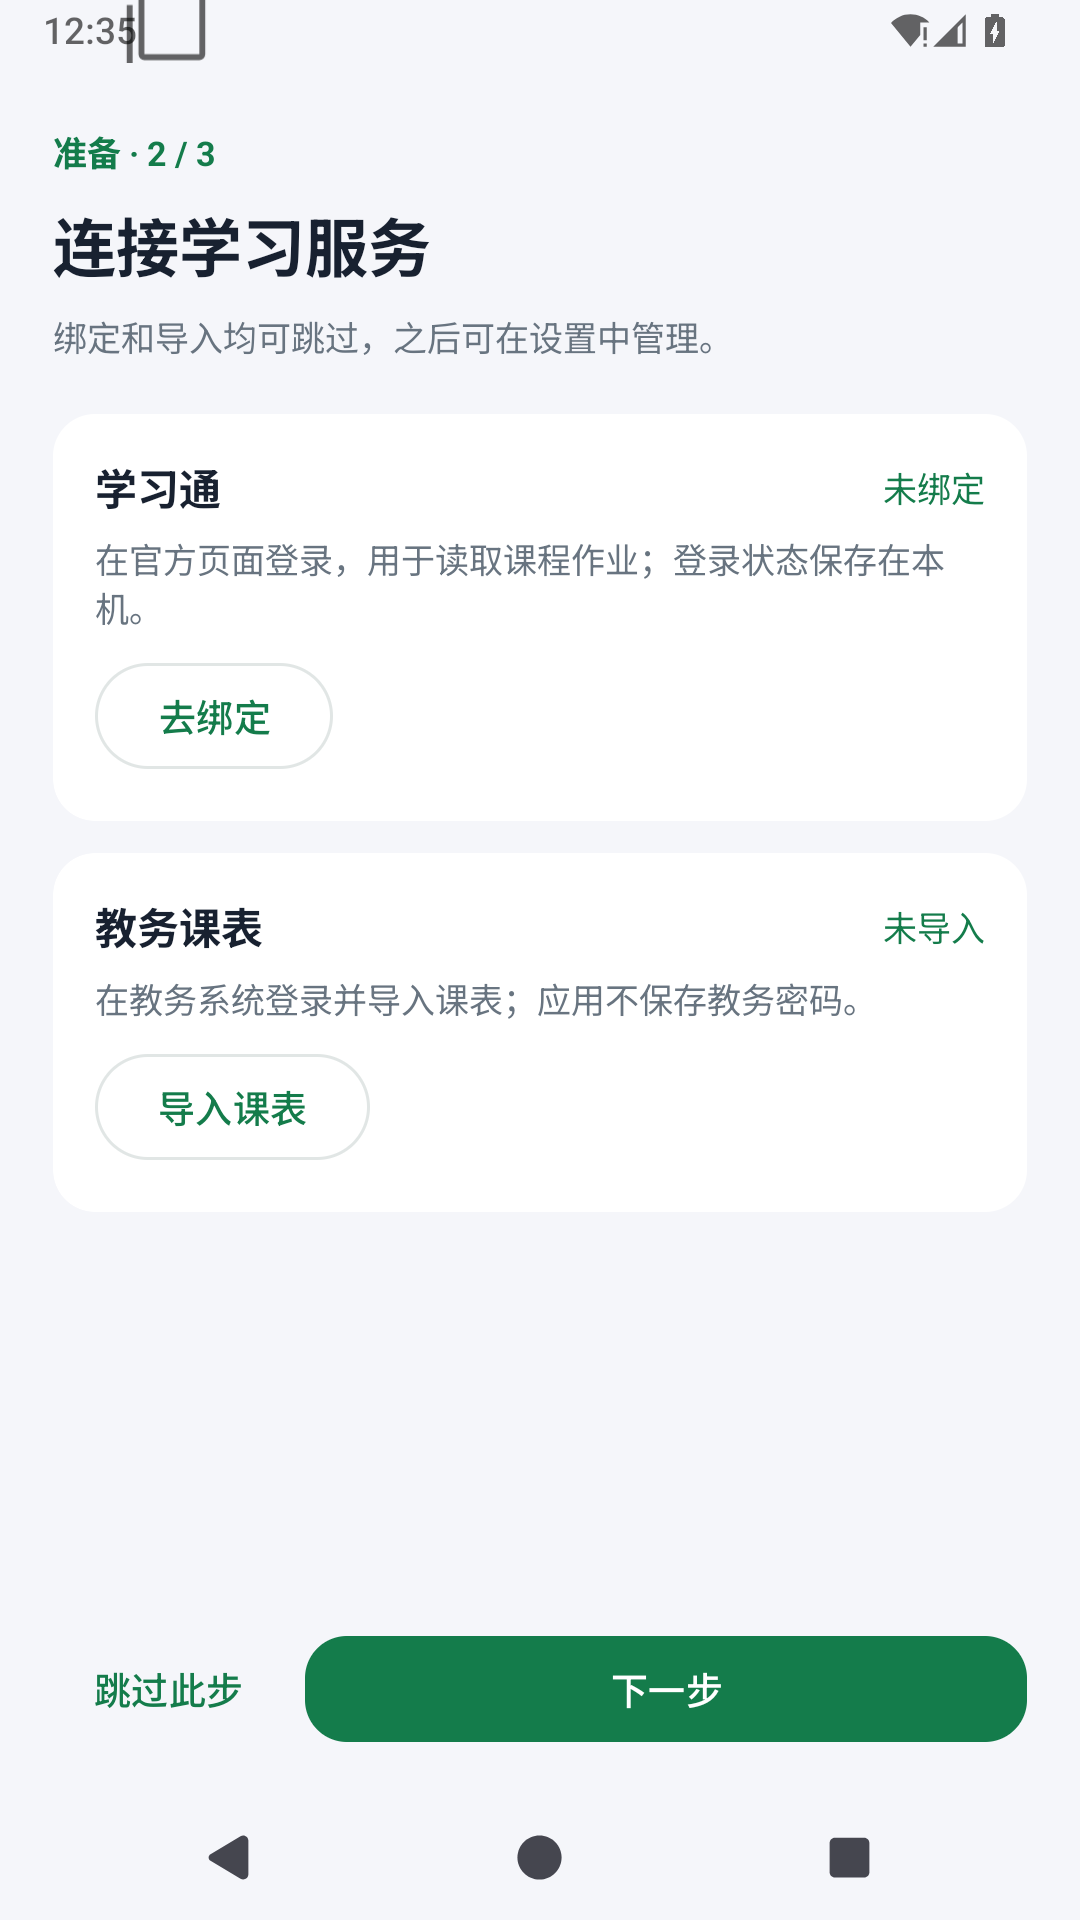 12:35
准备 · 2 / 3
连接学习服务
绑定和导入均可跳过，之后可在设置中管理。
学习通
未绑定
在官方页面登录，用于读取课程作业；登录状态保存在本
机。
去绑定
教务课表
未导入
在教务系统登录并导入课表；应用不保存教务密码。
导入课表
跳过此步
下一步